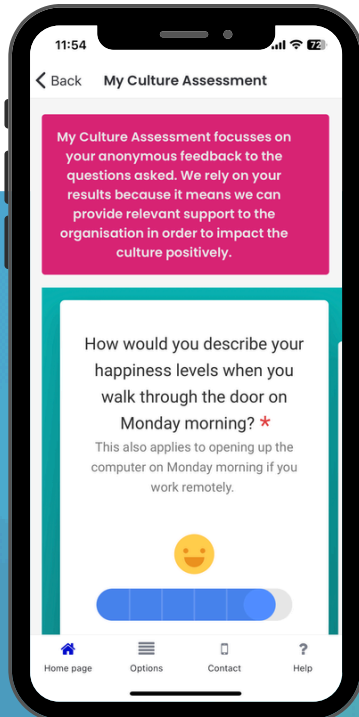 11:54
72
Back
My Culture Assessment
My Culture Assessment focusses on
your anonymous feedback to the
questions asked. We rely on your
results because it means we can
provide relevant support to the
organisation in order to impact the
culture positively.
How would you describe your
happiness levels when you
walk through the door on
Monday morning? *
This also applies to opening up the
computer on Monday morning if you
work remotely.
Home page
Options
Contact
?
Help